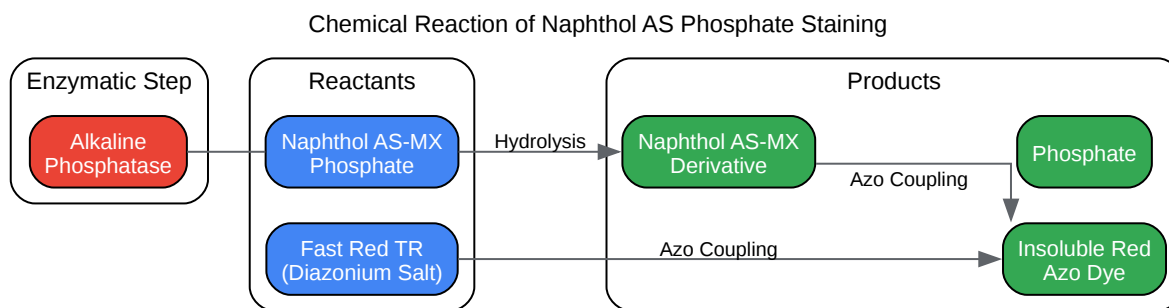 Chemical Reaction of Naphthol AS Phosphate Staining
Enzymatic Step
Reactants
Products
Alkaline
Phosphatase
Naphthol AS-MX
Phosphate
Hydrolysis
Naphthol AS-MX
Derivative
Phosphate
Azo Coupling
Fast Red TR
(Diazonium Salt)
Azo Coupling
Insoluble Red
Azo Dye